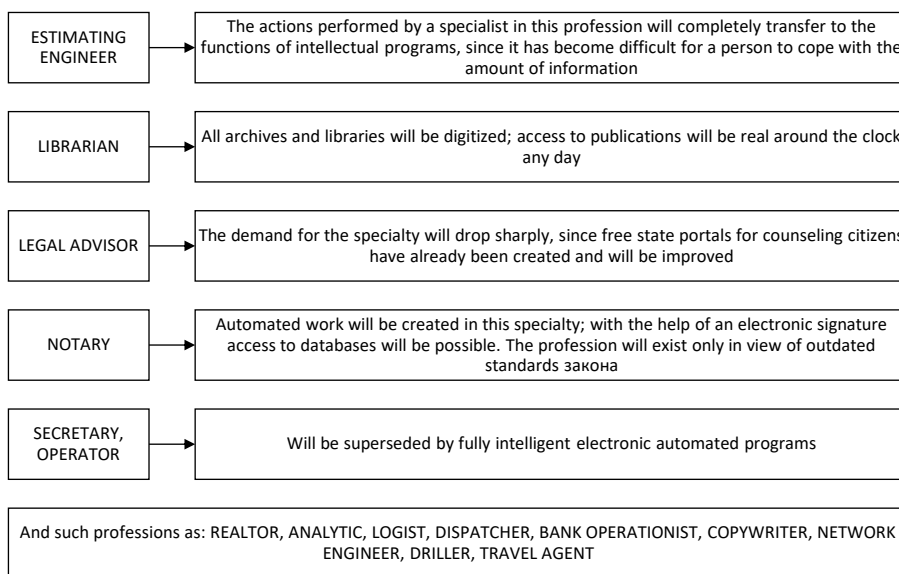 ESTIMATING
ENGINEER
The actions performed by a specialist in this profession will completely transfer to the
functions of intellectual programs, since it has become difficult for a person to cope with the
amount of information
LIBRARIAN
All archives and libraries will be digitized; access to publications will be real around the clock
any day
LEGAL ADVISOR
The demand for the specialty will drop sharply, since free state portals for counseling citizens
have already been created and will be improved
NOTARY
Automated work will be created in this specialty; with the help of an electronic signature
access to databases will be possible. The profession will exist only in view of outdated
standards закона
SECRETARY,
OPERATOR
Will be superseded by fully intelligent electronic automated programs
And such professions as: REALTOR, ANALYTIC, LOGIST, DISPATCHER, BANK OPERATIONIST, COPYWRITER, NETWORK
ENGINEER, DRILLER, TRAVEL AGENT